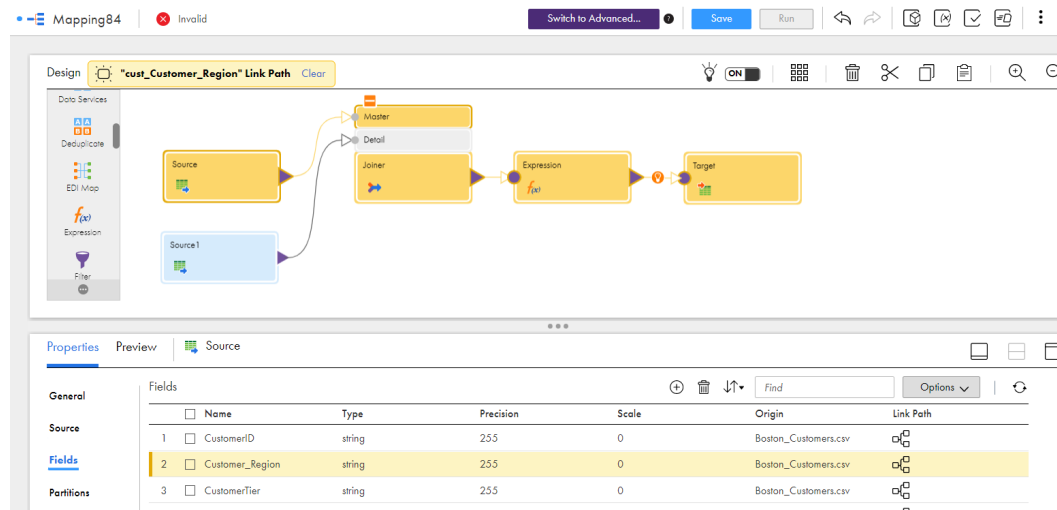 Mapping84
Invalid
Switch to Advanced...
?
Save
Run
Design
"cust_Customer_Region" Link Path
Clear
ON
Data Services
Deduplicate
EDI Map
f(x)
Expression
Filter
Source
Source1
Master
Detail
Joiner
Expression
f(x)
Target
Properties
Preview
Source
General
Source
Fields
Partitions
Fields
Find
Options
Name Type Precision Scale Origin Link Path
1 CustomerID string 255 0 Boston_Customers.csv
2 Customer_Region string 255 0 Boston_Customers.csv
3 CustomerTier string 255 0 Boston_Customers.csv